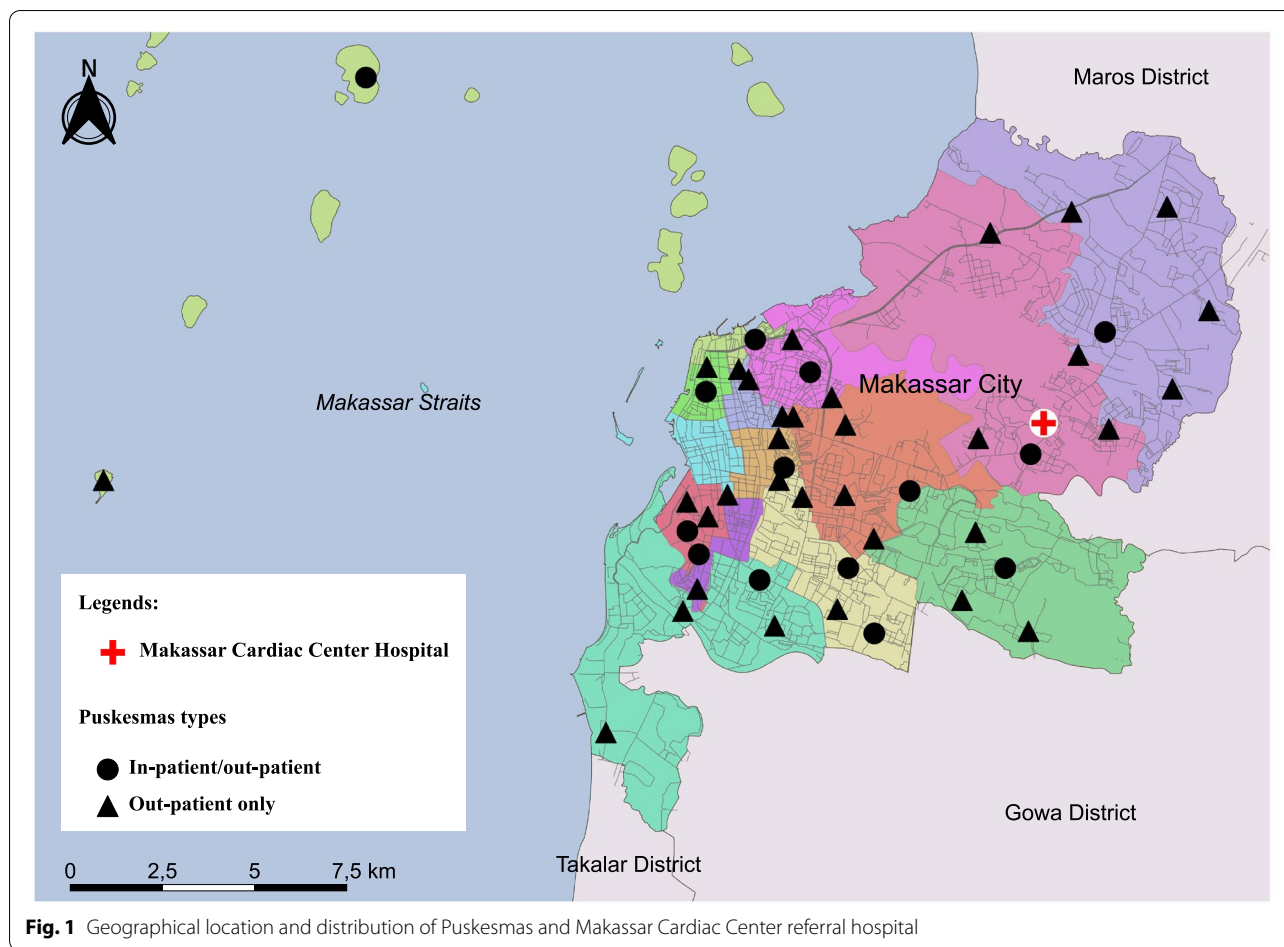 N
Maros District
Makassar City
Makassar Straits
Legends:
Makassar Cardiac Center Hospital
Puskesmas types
In-patient/out-patient
Out-patient only
Gowa District
Takalar District
0 2,5 5 7,5 km
Fig. 1 Geographical location and distribution of Puskesmas and Makassar Cardiac Center referral hospital